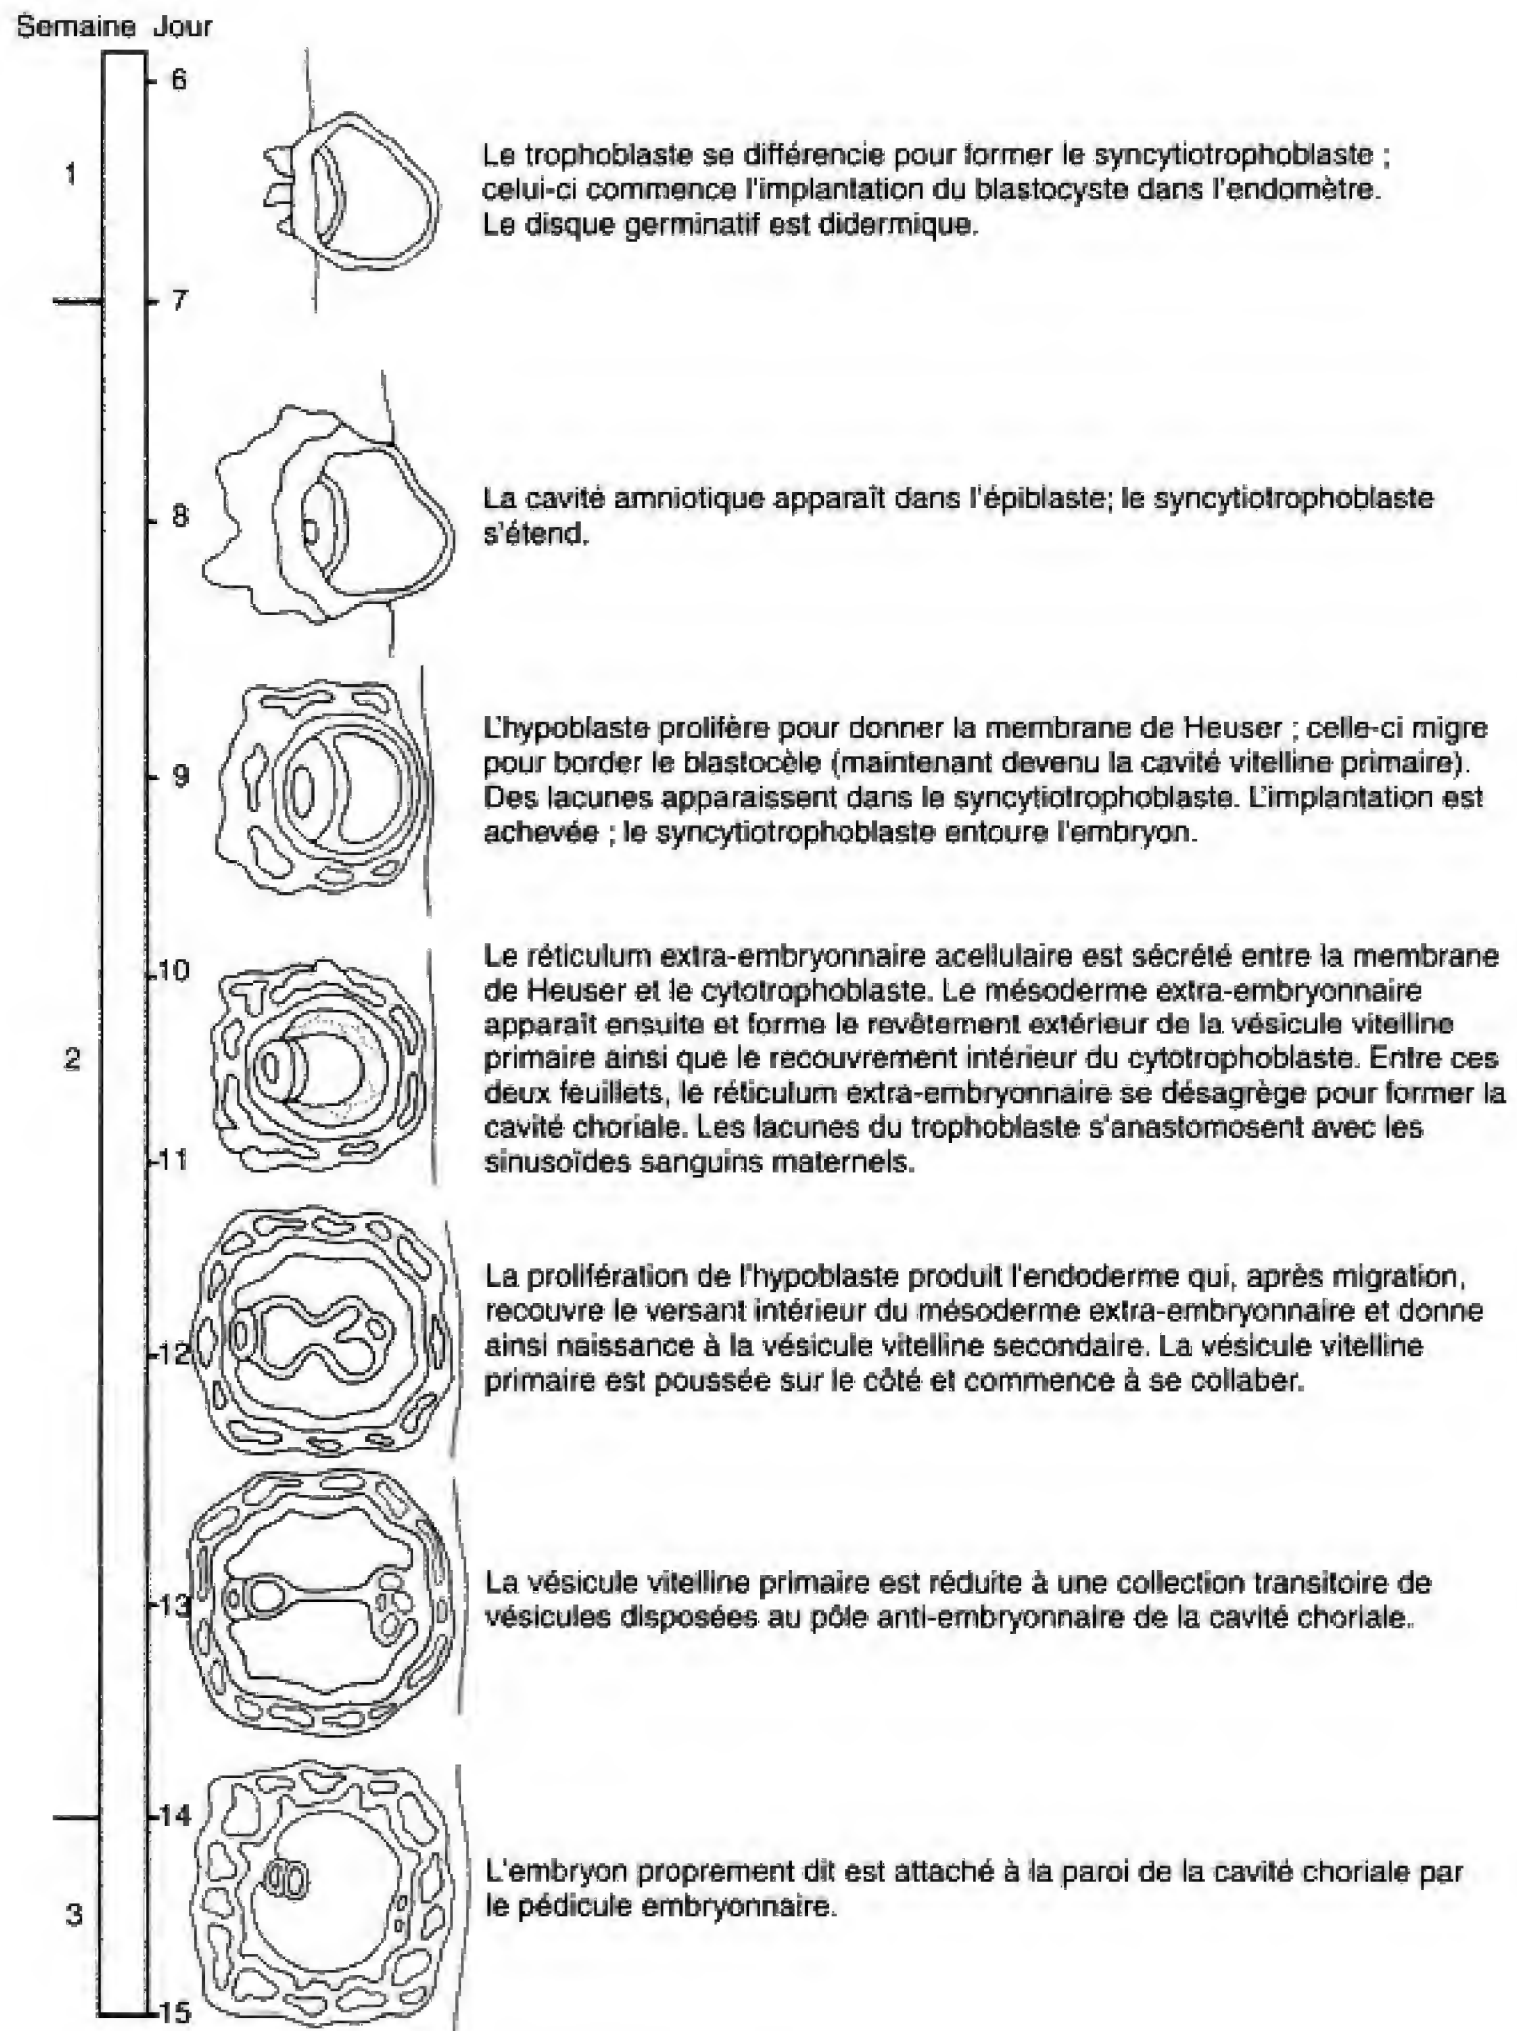 Semaine Jour
6
1
Le trophoblaste se différencie pour former le syncytiotrophoblaste ;
celui-ci commence l'implantation du blastocyste dans l'endomètre.
Le disque germinatif est didermique.
7
8
La cavité amniotique apparaît dans l'épiblaste; le syncytiotrophoblaste
s'étend.
9
L'hypoblaste prolifère pour donner la membrane de Heuser ; celle-ci migre
pour border le blastocèle (maintenant devenu la cavité vitelline primaire).
Des lacunes apparaissent dans le syncytiotrophoblaste. L'implantation est
achevée ; le syncytiotrophoblaste entoure l'embryon.
10
2
Le réticulum extra-embryonnaire acellulaire est sécrété entre la membrane
de Heuser et le cytotrophoblaste. Le mésoderme extra-embryonnaire
apparaît ensuite et forme le revêtement extérieur de la vésicule vitelline
primaire ainsi que le recouvrement intérieur du cytotrophoblaste. Entre ces
deux feuillets, le réticulum extra-embryonnaire se désagrège pour former la
cavité choriale. Les lacunes du trophoblaste s'anastomosent avec les
sinusoïdes sanguins maternels.
11
12
La prolifération de l'hypoblaste produit l'endoderme qui, après migration,
recouvre le versant intérieur du mésoderme extra-embryonnaire et donne
ainsi naissance à la vésicule vitelline secondaire. La vésicule vitelline
primaire est poussée sur le côté et commence à se collaber.
13
La vésicule vitelline primaire est réduite à une collection transitoire de
vésicules disposées au pôle anti-embryonnaire de la cavité choriale.
14
3
L'embryon proprement dit est attaché à la paroi de la cavité choriale par
le pédicule embryonnaire.
15